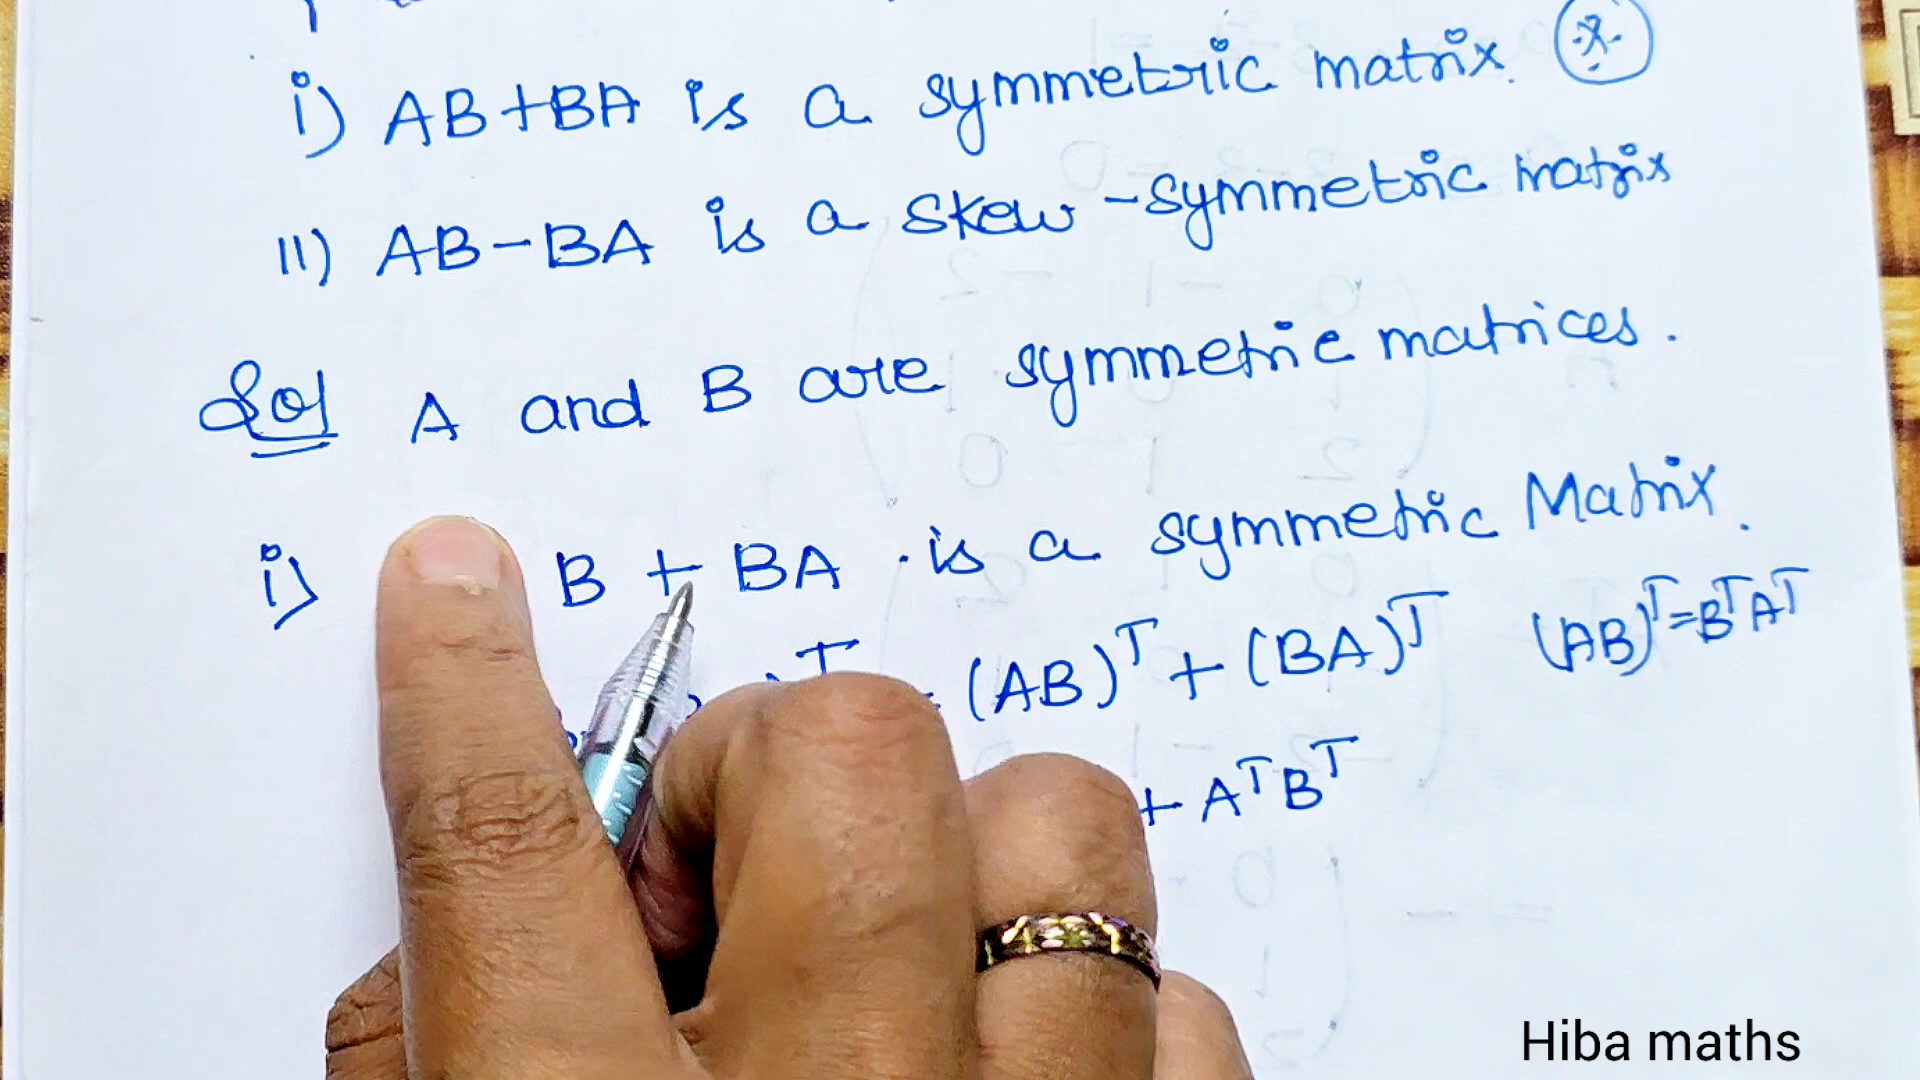 i) AB+BA is a symmetric matrix.
ii) AB-BA is a skew-symmetric matrix
Sol A and B are symmetric matrices.
i) B + BA . is a symmetric Matrix.
T = (AB)ᵀ + (BA)ᵀ (AB)ᵀ=BᵀAᵀ
+ AᵀBᵀ
Hiba maths